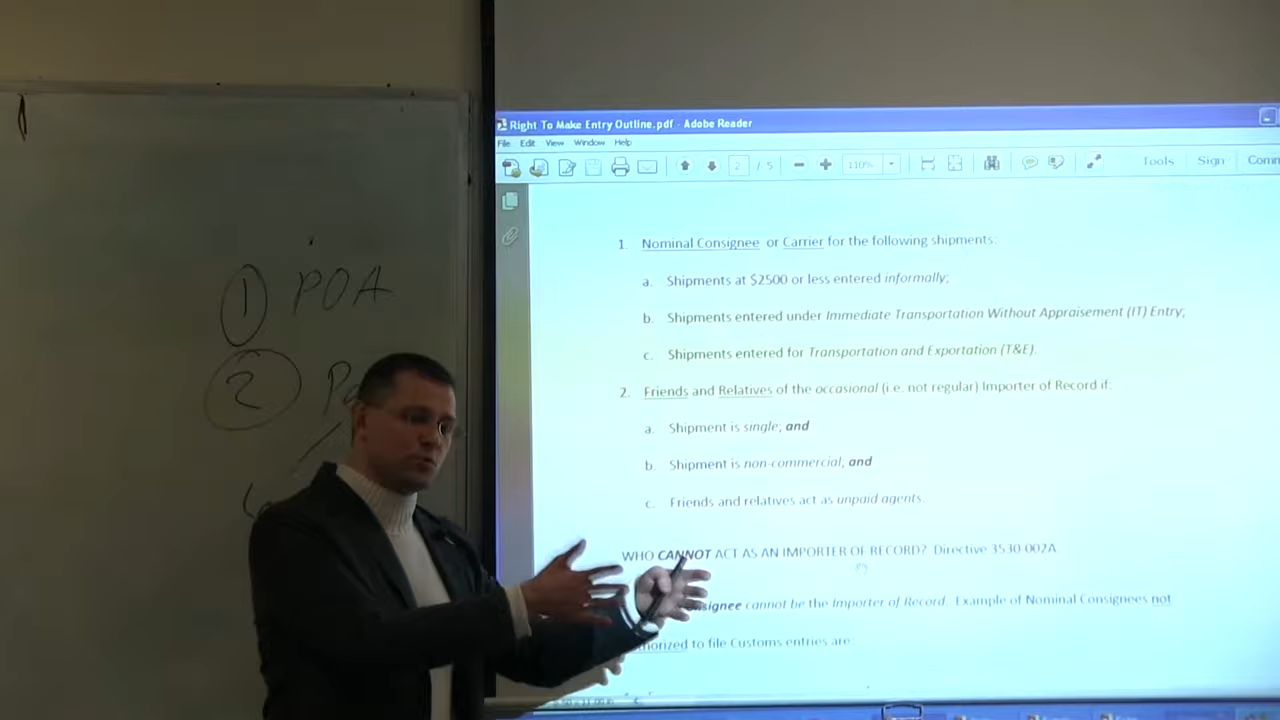 ① POA
②
Right To Make Entry Outline.pdf - Adobe Reader
File Edit View Window Help
2 / 5 110% Tools Sign Comm
1. Nominal Consignee or Carrier for the following shipments:
a. Shipments at $2500 or less entered informally;
b. Shipments entered under Immediate Transportation Without Appraisement (IT) Entry;
c. Shipments entered for Transportation and Exportation (T&E).
2. Friends and Relatives of the occasional (i.e. not regular) Importer of Record if:
a. Shipment is single, and
b. Shipment is non-commercial, and
c. Friends and relatives act as unpaid agents.
WHO CANNOT ACT AS AN IMPORTER OF RECORD? Directive 3530-002A.
signee cannot be the Importer of Record. Example of Nominal Consignees not
horized to file Customs entries are: